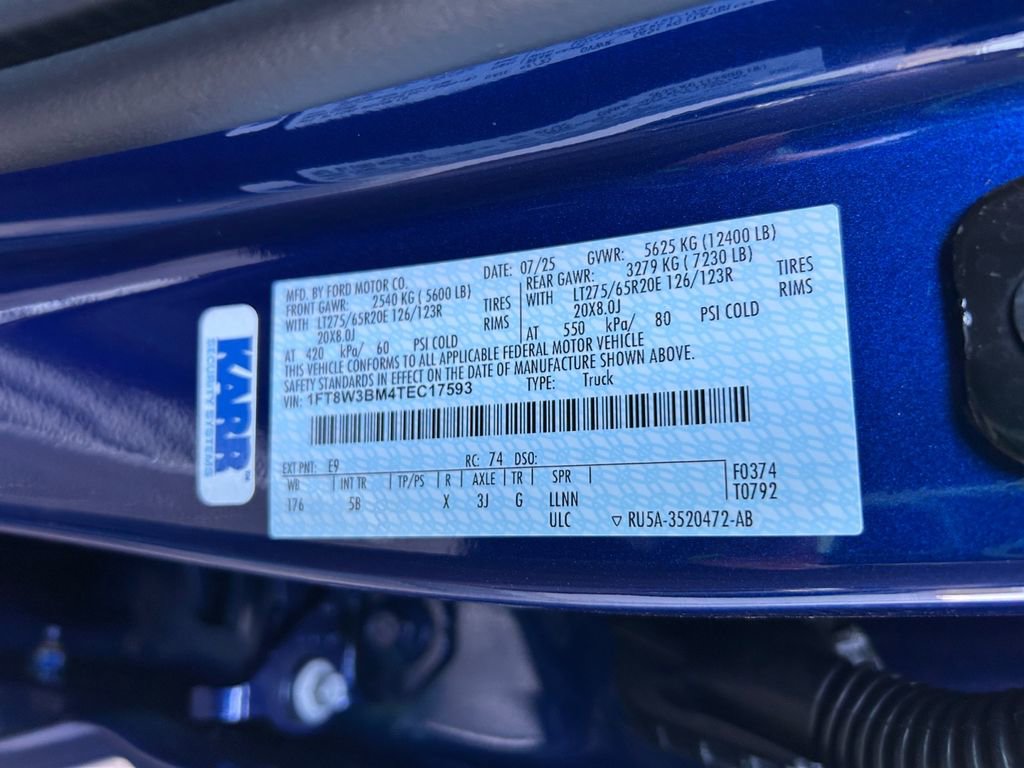 MFD. BY FORD MOTOR CO. DATE: 07/25 GVWR: 5625 KG (12400 LB)
FRONT GAWR: 2540 KG ( 5600 LB) REAR GAWR: 3279 KG ( 7230 LB)
WITH LT275/65R20E 126/123R TIRES WITH LT275/65R20E 126/123R TIRES
20X8.0J RIMS 20X8.0J RIMS
AT 420 kPa/ 60 PSI COLD AT 550 kPa/ 80 PSI COLD
THIS VEHICLE CONFORMS TO ALL APPLICABLE FEDERAL MOTOR VEHICLE
SAFETY STANDARDS IN EFFECT ON THE DATE OF MANUFACTURE SHOWN ABOVE.
VIN: 1FT8W3BM4TEC17593 TYPE: Truck
EXT PNT: E9 RC: 74 DSO:
WB | INT TR | TP/PS | R | AXLE | TR | SPR | F0374
176 5B X 3J G LLNN T0792
ULC ▽ RU5A-3520472-AB
KARR™
SECURITY SYSTEMS